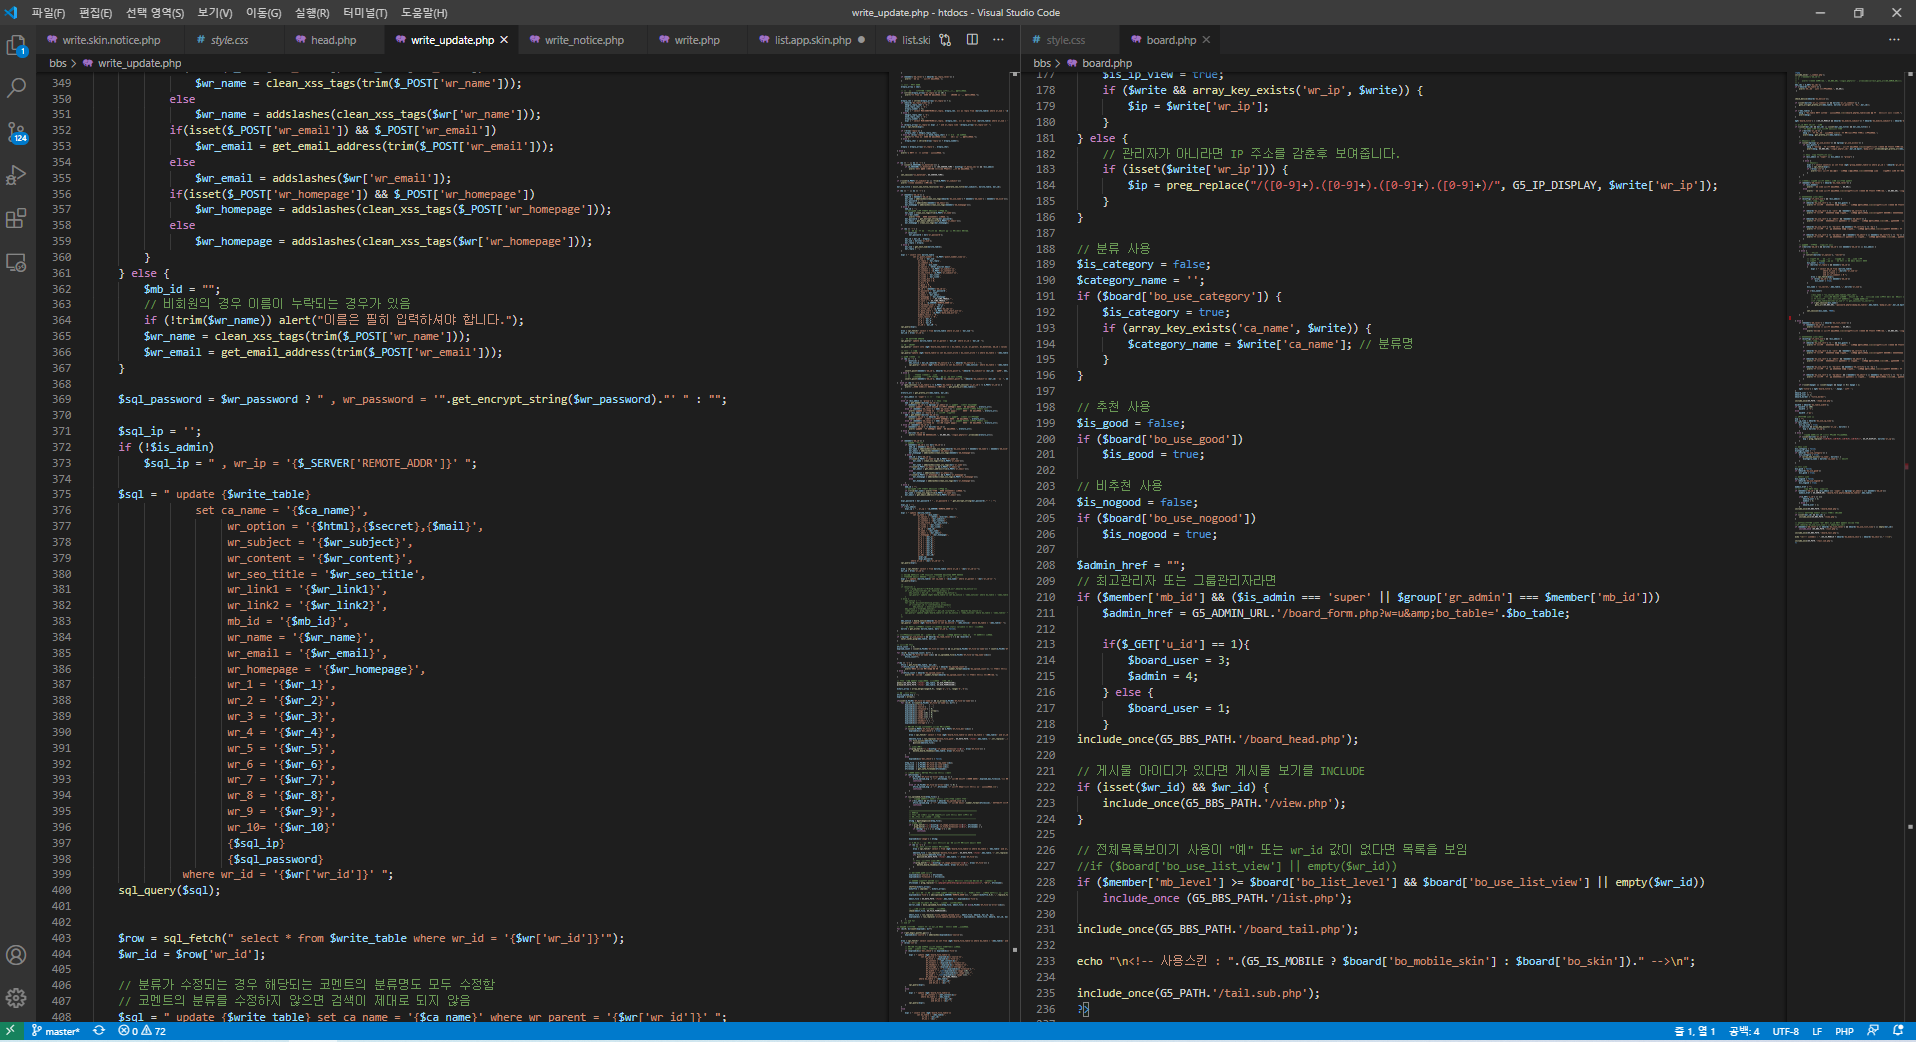 파일(F) 편집(E) 선택 영역(S) 보기(V) 이동(G) 실행(R) 터미널(T) 도움말(H)
write_update.php - htdocs - Visual Studio Code
write.skin.notice.php style.css head.php write_update.php write_notice.php write.php list.app.skin.php list.ski
style.css board.php
bbs > write_update.php
349 $wr_name = clean_xss_tags(trim($_POST['wr_name']));
350 else
351 $wr_name = addslashes(clean_xss_tags($wr['wr_name']));
352 if(isset($_POST['wr_email']) && $_POST['wr_email'])
353 $wr_email = get_email_address(trim($_POST['wr_email']));
354 else
355 $wr_email = addslashes($wr['wr_email']);
356 if(isset($_POST['wr_homepage']) && $_POST['wr_homepage'])
357 $wr_homepage = addslashes(clean_xss_tags($_POST['wr_homepage']));
358 else
359 $wr_homepage = addslashes(clean_xss_tags($wr['wr_homepage']));
360 }
361 } else {
362 $mb_id = "";
363 // 비회원의 경우 이름이 누락되는 경우가 있음
364 if (!trim($wr_name)) alert("이름은 필히 입력하셔야 합니다.");
365 $wr_name = clean_xss_tags(trim($_POST['wr_name']));
366 $wr_email = get_email_address(trim($_POST['wr_email']));
367 }
368
369 $sql_password = $wr_password ? " , wr_password = '".get_encrypt_string($wr_password)."' " : "";
370
371 $sql_ip = '';
372 if (!$is_admin)
373 $sql_ip = " , wr_ip = '{$_SERVER['REMOTE_ADDR']}' ";
374
375 $sql = " update {$write_table}
376 set ca_name = '{$ca_name}',
377 wr_option = '{$html},{$secret},{$mail}',
378 wr_subject = '{$wr_subject}',
379 wr_content = '{$wr_content}',
380 wr_seo_title = '$wr_seo_title',
381 wr_link1 = '{$wr_link1}',
382 wr_link2 = '{$wr_link2}',
383 mb_id = '{$mb_id}',
384 wr_name = '{$wr_name}',
385 wr_email = '{$wr_email}',
386 wr_homepage = '{$wr_homepage}',
387 wr_1 = '{$wr_1}',
388 wr_2 = '{$wr_2}',
389 wr_3 = '{$wr_3}',
390 wr_4 = '{$wr_4}',
391 wr_5 = '{$wr_5}',
392 wr_6 = '{$wr_6}',
393 wr_7 = '{$wr_7}',
394 wr_8 = '{$wr_8}',
395 wr_9 = '{$wr_9}',
396 wr_10= '{$wr_10}'
397 {$sql_ip}
398 {$sql_password}
399 where wr_id = '{$wr['wr_id']}' ";
400 sql_query($sql);
401
402
403 $row = sql_fetch(" select * from $write_table where wr_id = '{$wr['wr_id']}'");
404 $wr_id = $row['wr_id'];
405
406 // 분류가 수정되는 경우 해당되는 코멘트의 분류명도 모두 수정함
407 // 코멘트의 분류를 수정하지 않으면 검색이 제대로 되지 않음
408 $sql = " update {$write_table} set ca_name = '{$ca_name}' where wr_parent = '{$wr['wr_id']}' ";
bbs > board.php
177 $is_ip_view = true;
178 if ($write && array_key_exists('wr_ip', $write)) {
179 $ip = $write['wr_ip'];
180 }
181 } else {
182 // 관리자가 아니라면 IP 주소를 감춘후 보여줍니다.
183 if (isset($write['wr_ip'])) {
184 $ip = preg_replace("/([0-9]+).([0-9]+).([0-9]+).([0-9]+)/", G5_IP_DISPLAY, $write['wr_ip']);
185 }
186 }
187
188 // 분류 사용
189 $is_category = false;
190 $category_name = '';
191 if ($board['bo_use_category']) {
192 $is_category = true;
193 if (array_key_exists('ca_name', $write)) {
194 $category_name = $write['ca_name']; // 분류명
195 }
196 }
197
198 // 추천 사용
199 $is_good = false;
200 if ($board['bo_use_good'])
201 $is_good = true;
202
203 // 비추천 사용
204 $is_nogood = false;
205 if ($board['bo_use_nogood'])
206 $is_nogood = true;
207
208 $admin_href = "";
209 // 최고관리자 또는 그룹관리자라면
210 if ($member['mb_id'] && ($is_admin === 'super' || $group['gr_admin'] === $member['mb_id']))
211 $admin_href = G5_ADMIN_URL.'/board_form.php?w=u&amp;bo_table='.$bo_table;
212
213 if($_GET['u_id'] == 1){
214 $board_user = 3;
215 $admin = 4;
216 } else {
217 $board_user = 1;
218 }
219 include_once(G5_BBS_PATH.'/board_head.php');
220
221 // 게시물 아이디가 있다면 게시물 보기를 INCLUDE
222 if (isset($wr_id) && $wr_id) {
223 include_once(G5_BBS_PATH.'/view.php');
224 }
225
226 // 전체목록보이기 사용이 "예" 또는 wr_id 값이 없다면 목록을 보임
227 //if ($board['bo_use_list_view'] || empty($wr_id))
228 if ($member['mb_level'] >= $board['bo_list_level'] && $board['bo_use_list_view'] || empty($wr_id))
229 include_once (G5_BBS_PATH.'/list.php');
230
231 include_once(G5_BBS_PATH.'/board_tail.php');
232
233 echo "\n<!-- 사용스킨 : ".(G5_IS_MOBILE ? $board['bo_mobile_skin'] : $board['bo_skin'])." -->\n";
234
235 include_once(G5_PATH.'/tail.sub.php');
236 ?>
1
124
master* 0 72
줄 1, 열 1 공백: 4 UTF-8 LF PHP